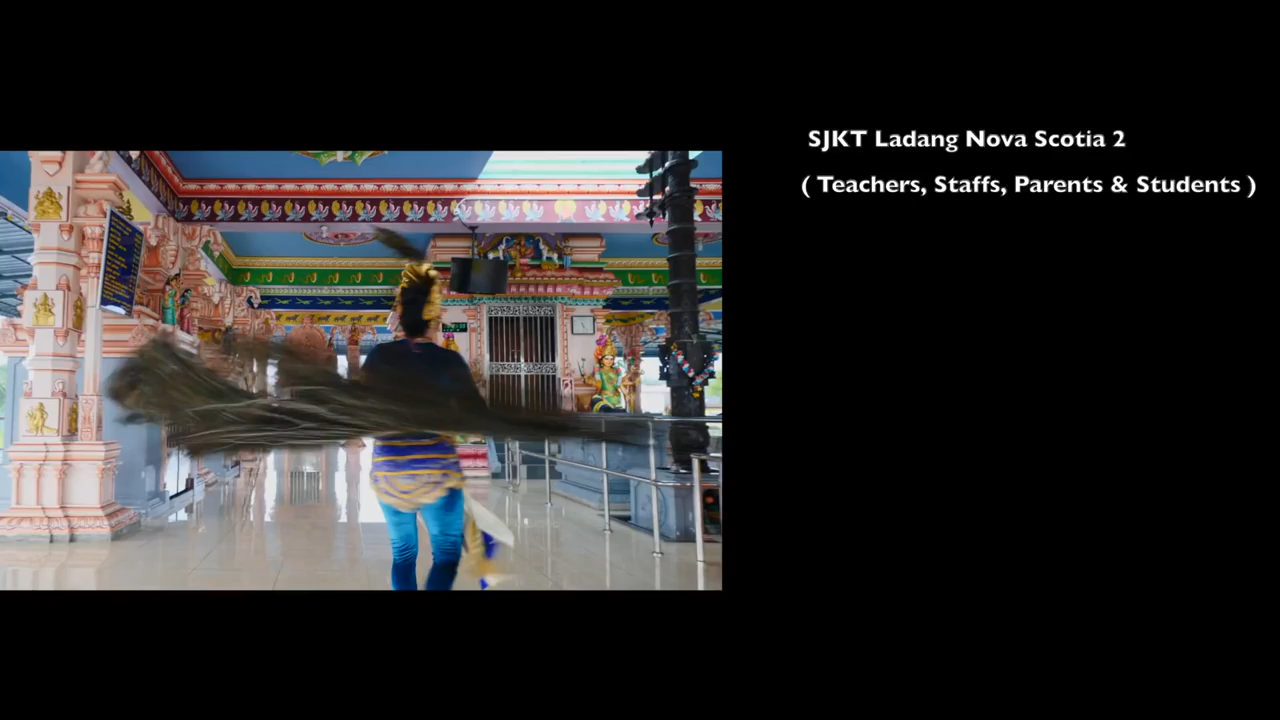 SJKT Ladang Nova Scotia 2
( Teachers, Staffs, Parents & Students )